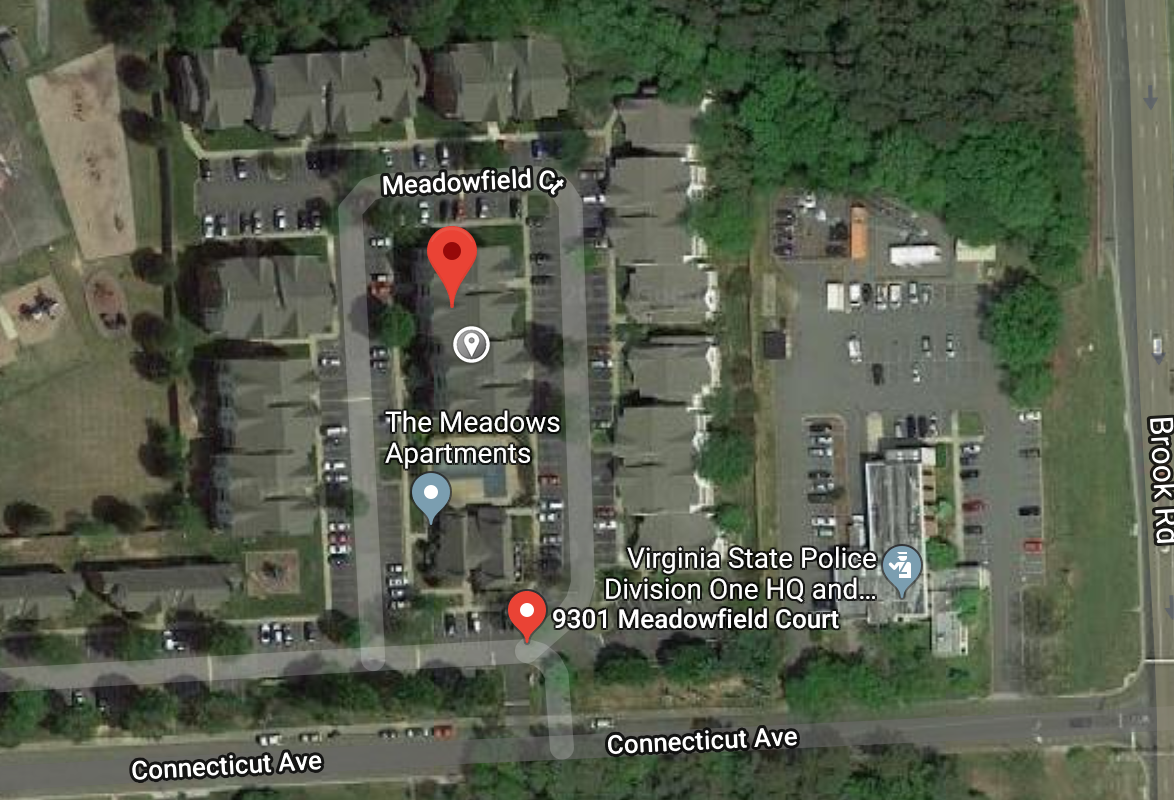 Meadowfield Ct
The Meadows
Apartments
Brook Rd
Virginia State Police
Division One HQ and...
9301 Meadowfield Court
Connecticut Ave
Connecticut Ave